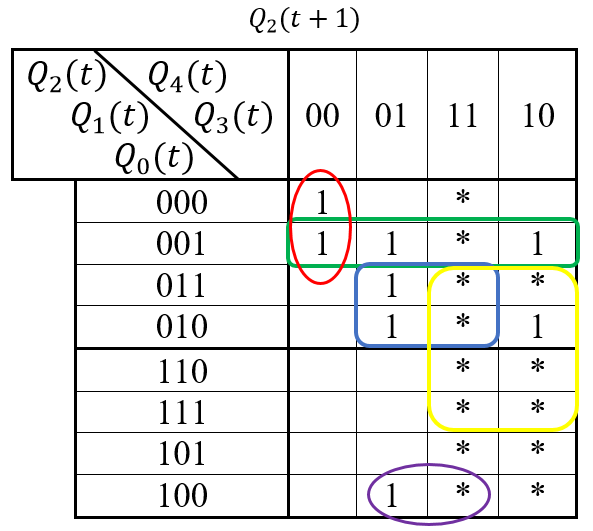 Q₂(t + 1)
Q₂(t) Q₄(t)
Q₁(t) Q₃(t) 00 01 11 10
Q₀(t)
000 1 *
001 1 1 * 1
011 1 * *
010 1 * 1
110 * *
111 * *
101 * *
100 1 * *